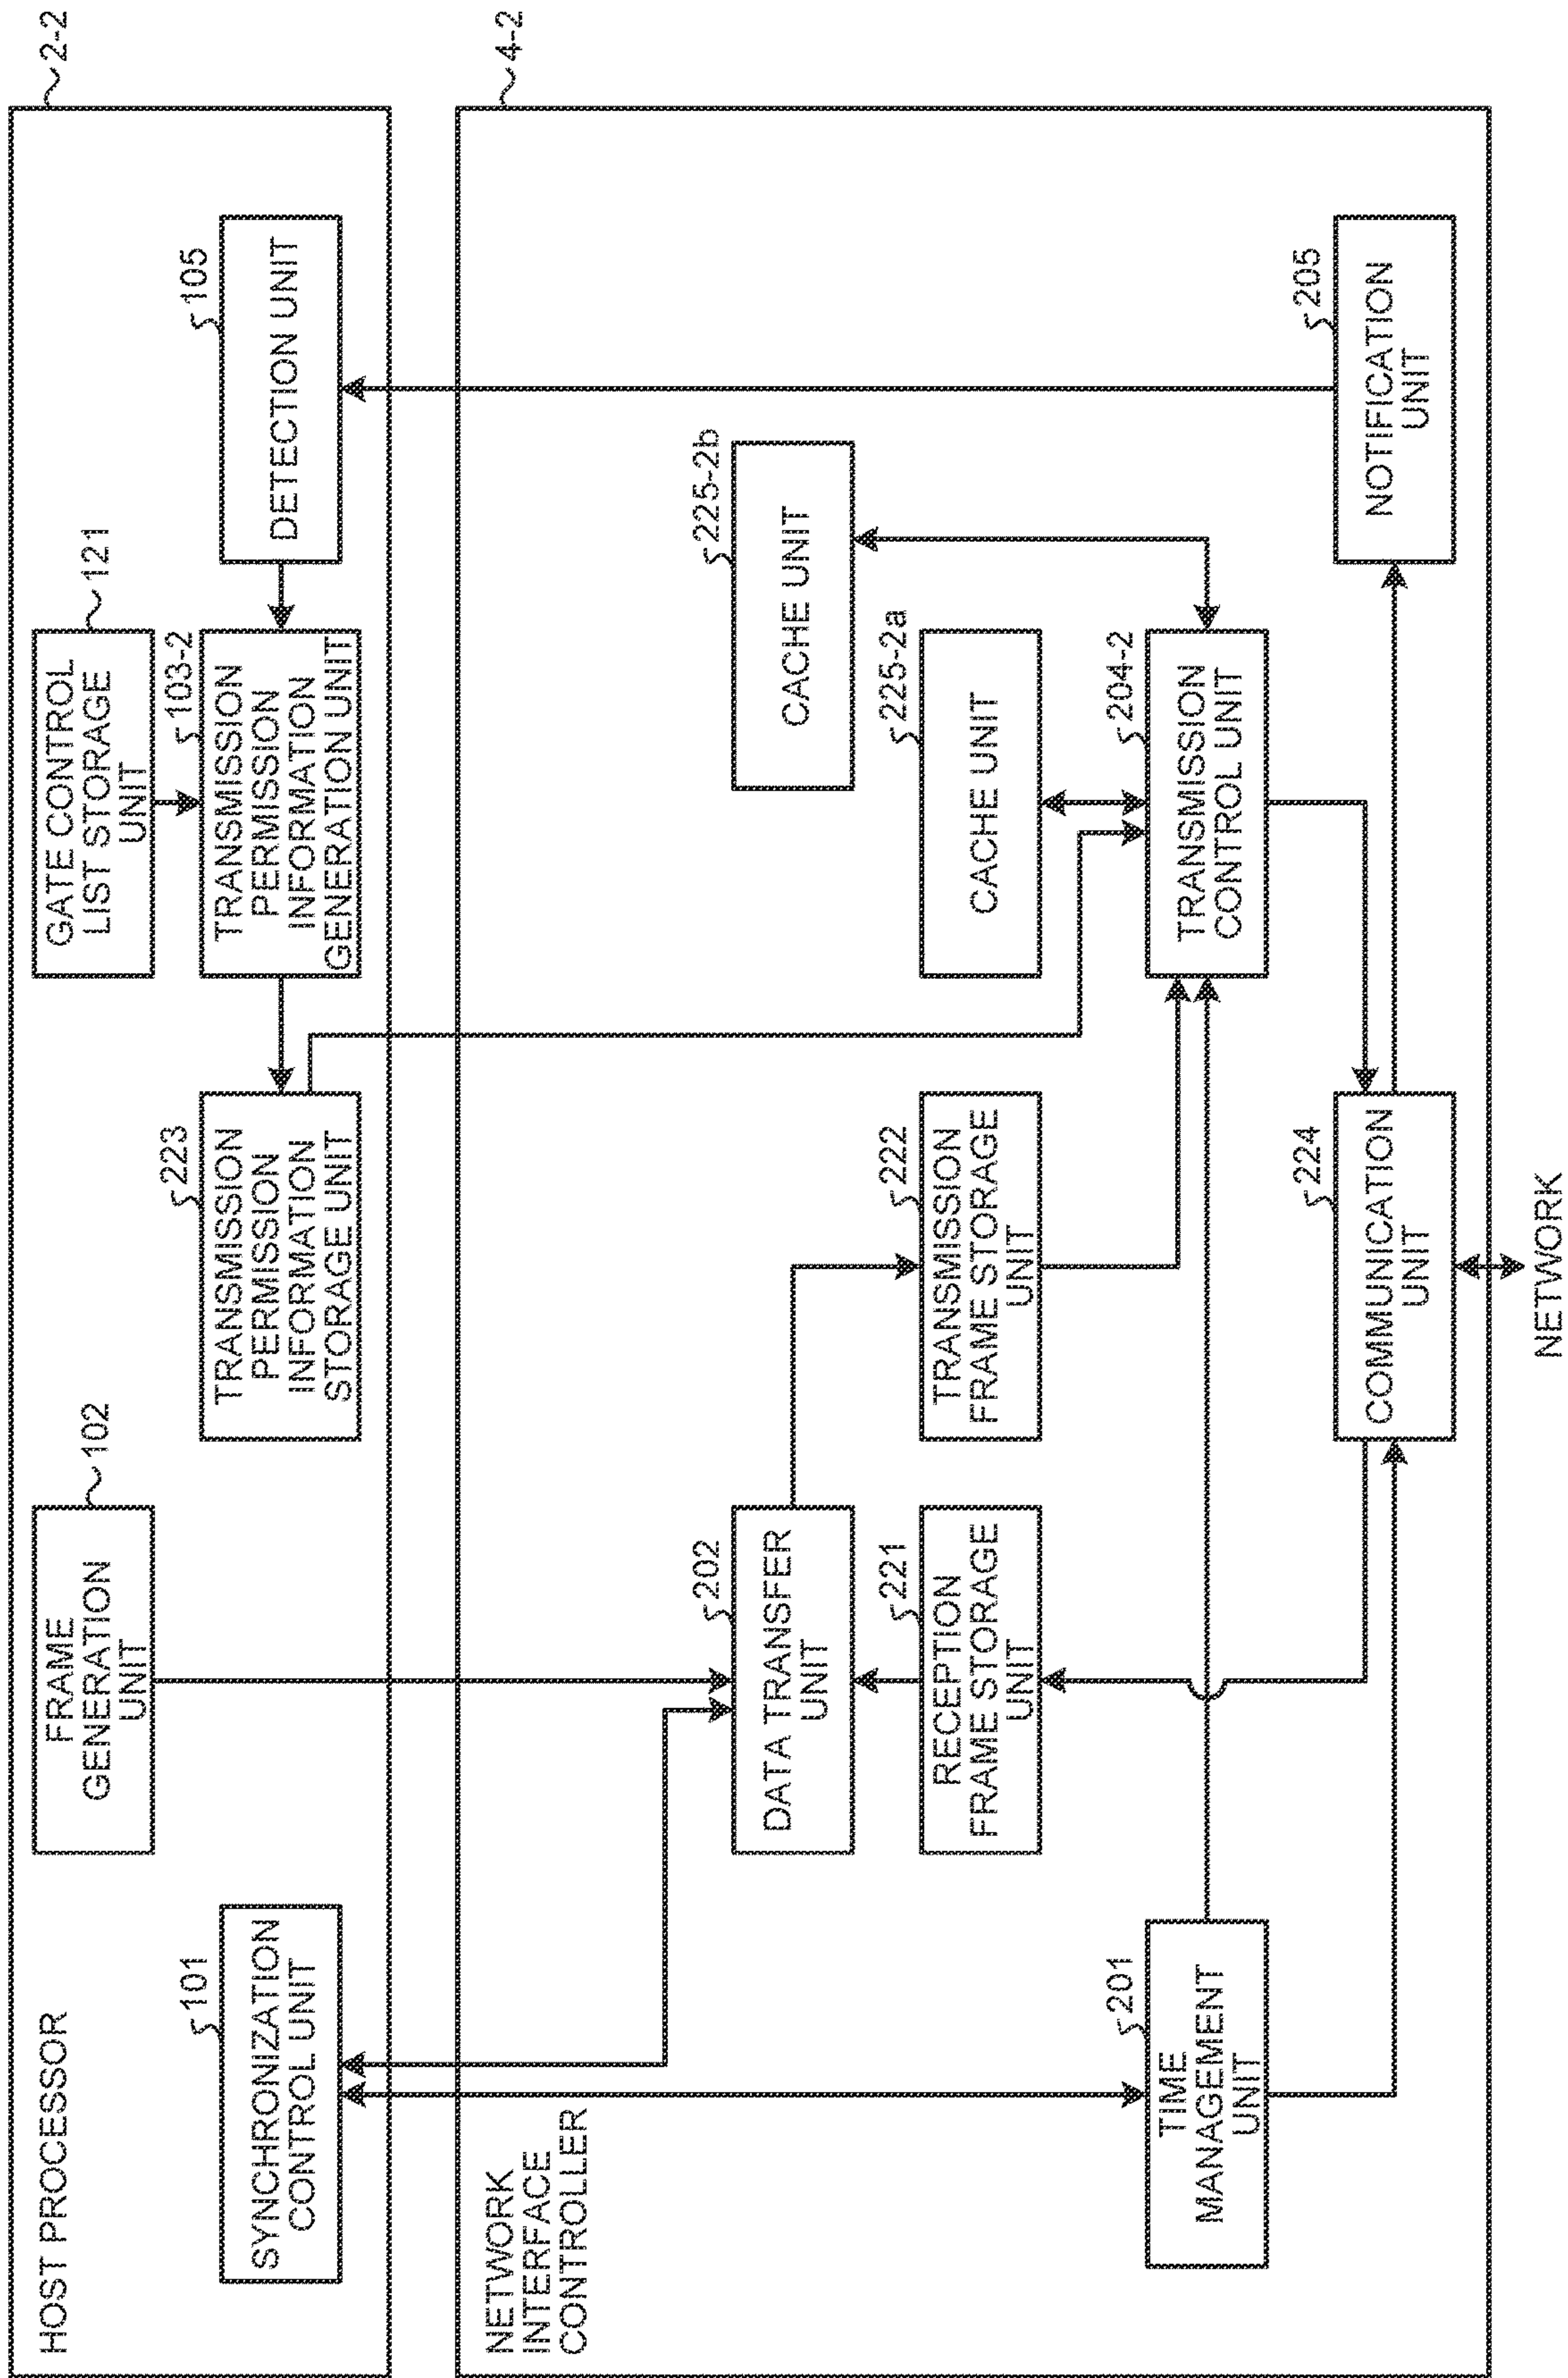 2-2
HOST PROCESSOR
FRAME
GENERATION
UNIT
102
GATE CONTROL
LIST STORAGE
UNIT
121
101
SYNCHRONIZATION
CONTROL UNIT
223
TRANSMISSION
PERMISSION
INFORMATION
STORAGE UNIT
103-2
TRANSMISSION
PERMISSION
INFORMATION
GENERATION UNIT
105
DETECTION UNIT
4-2
NETWORK
INTERFACE
CONTROLLER
202
DATA TRANSFER
UNIT
225-2b
CACHE UNIT
221
RECEPTION
FRAME STORAGE
UNIT
222
TRANSMISSION
FRAME STORAGE
UNIT
225-2a
CACHE UNIT
201
TIME
MANAGEMENT
UNIT
204-2
TRANSMISSION
CONTROL UNIT
224
COMMUNICATION
UNIT
205
NOTIFICATION
UNIT
NETWORK